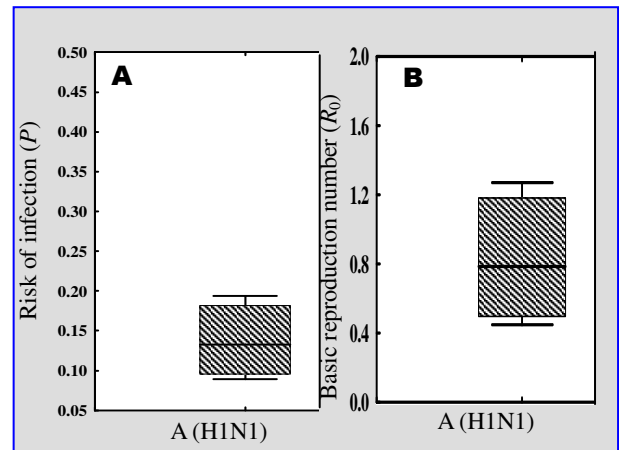 A
Risk of infection (P)
0.50
0.45
0.40
0.35
0.30
0.25
0.20
0.15
0.10
0.05
A (H1N1)
B
Basic reproduction number (R0)
2.0
1.6
1.2
0.8
0.4
0.0
A (H1N1)